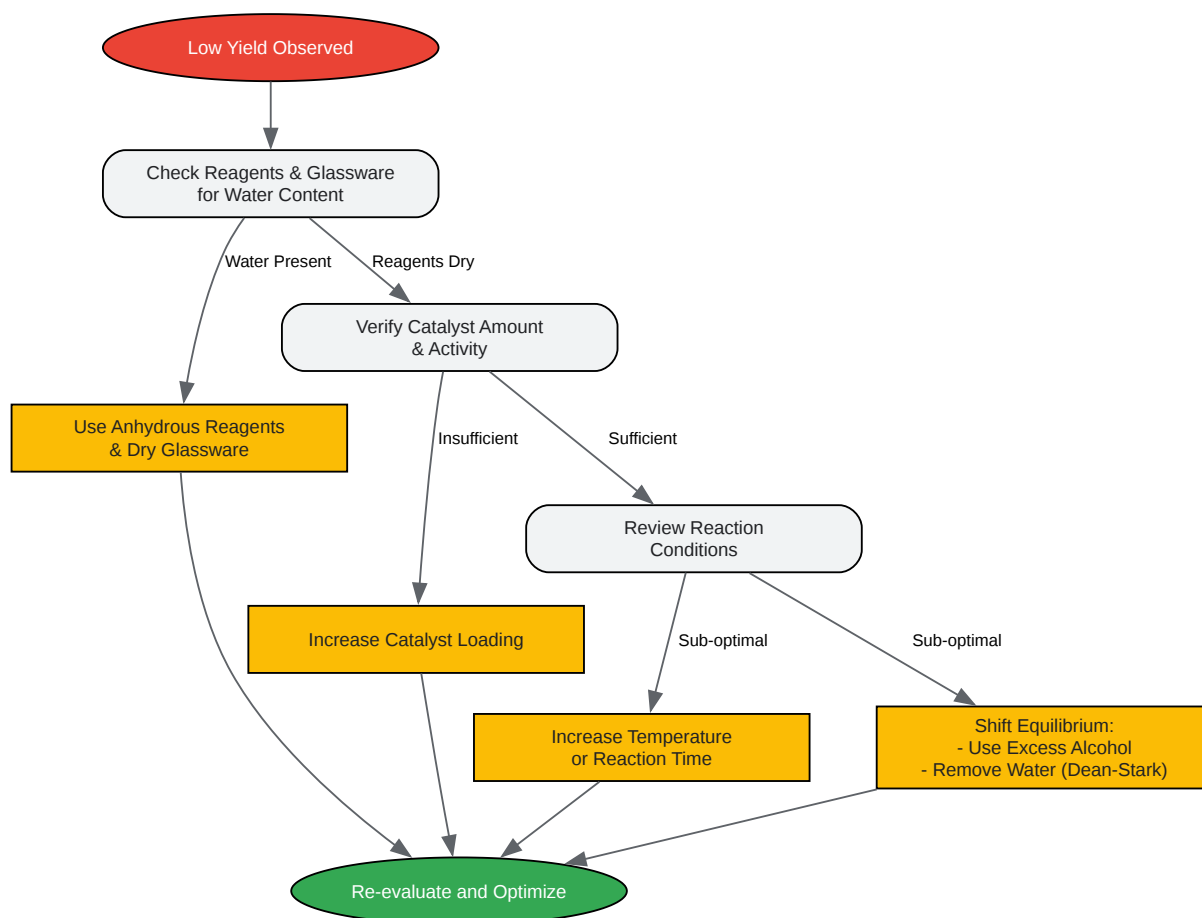 Low Yield Observed
Check Reagents & Glassware
for Water Content
Water Present
Reagents Dry
Verify Catalyst Amount
& Activity
Use Anhydrous Reagents
& Dry Glassware
Insufficient
Sufficient
Review Reaction
Conditions
Increase Catalyst Loading
Sub-optimal
Sub-optimal
Increase Temperature
or Reaction Time
Shift Equilibrium:
- Use Excess Alcohol
- Remove Water (Dean-Stark)
Re-evaluate and Optimize